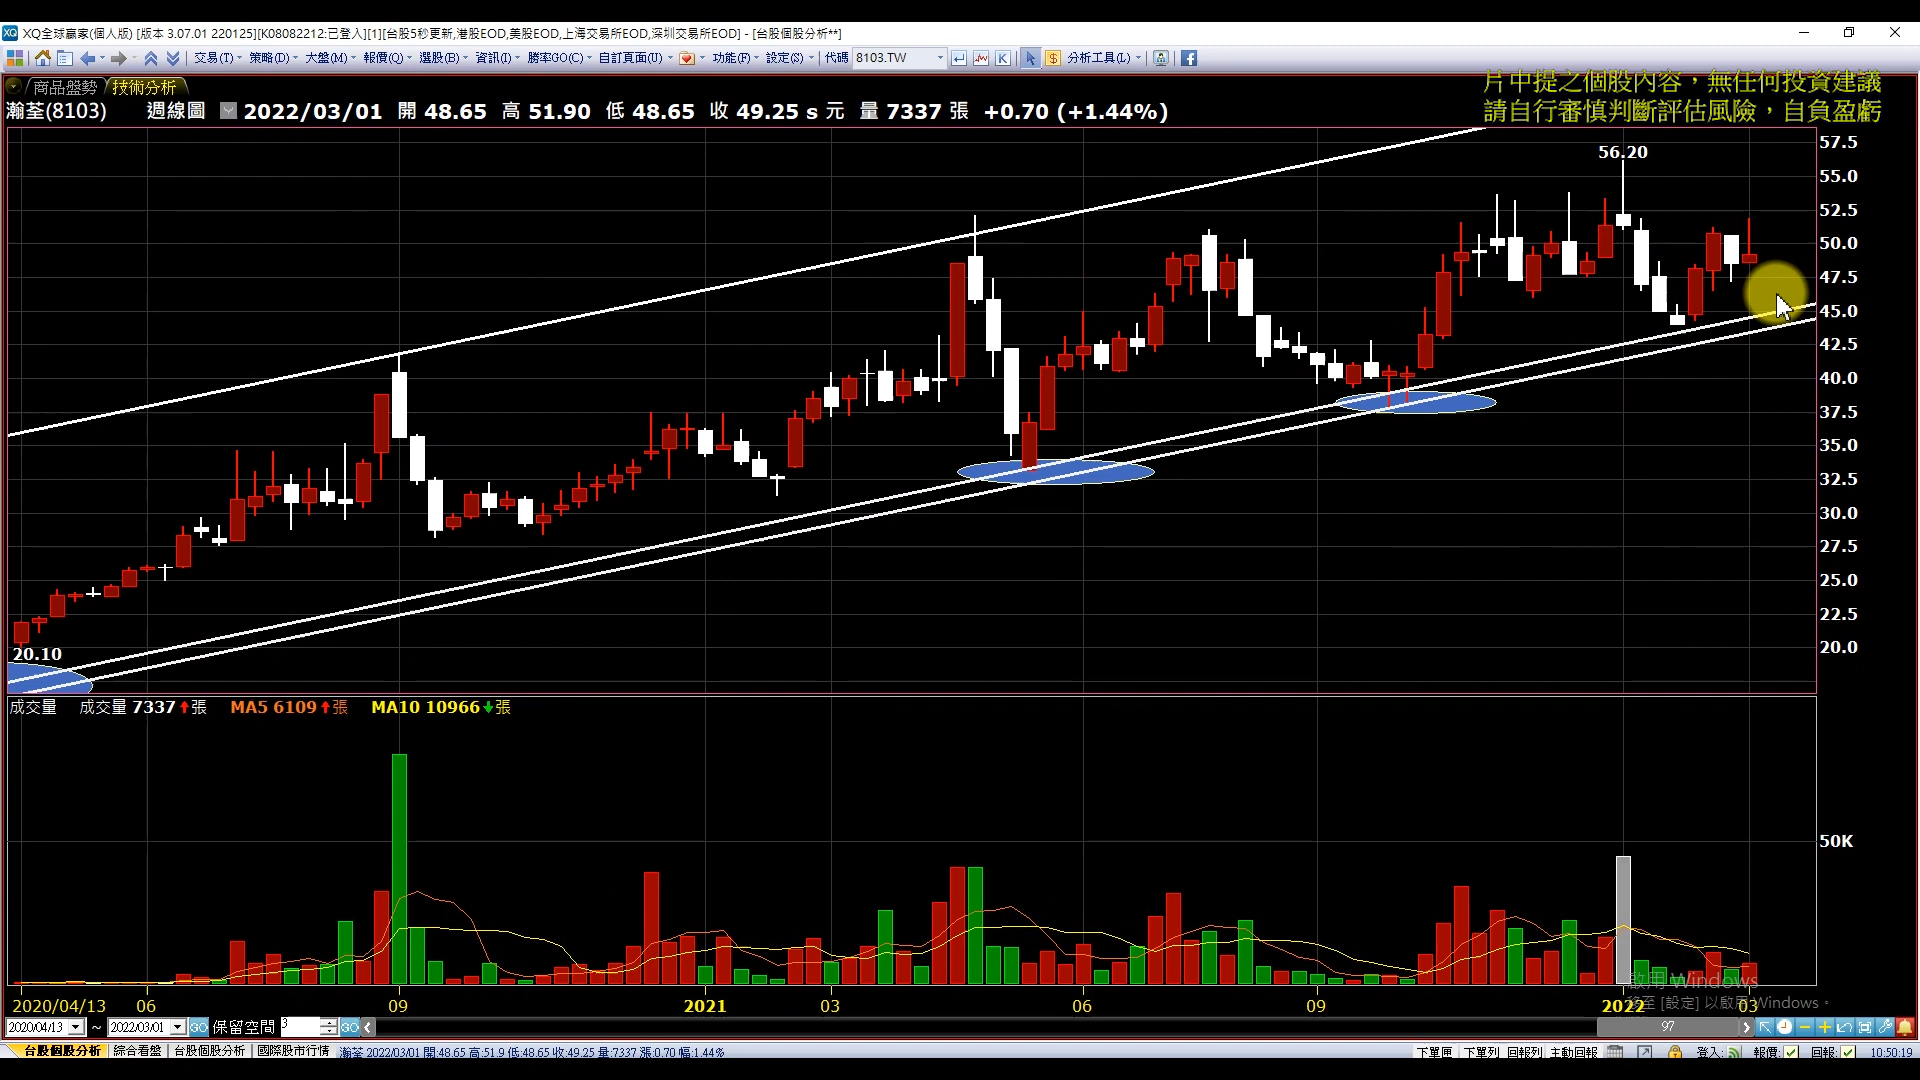 XQ全球贏家(個人版) [版本 3.07.01 220125][K08082212:已登入][1][台股5秒更新,港股EOD,美股EOD,上海交易所EOD,深圳交易所EOD] - [台股個股分析**]
交易(T) 策略(D) 大盤(M) 報價(Q) 選股(B) 資訊(I) 勝率GO(C) 自訂頁面(U) 功能(F) 設定(S) 代碼 8103.TW 分析工具(L)
商品盤勢 技術分析
片中提之個股內容，無任何投資建議
請自行審慎判斷評估風險，自負盈虧
瀚荃(8103) 週線圖 2022/03/01 開 48.65 高 51.90 低 48.65 收 49.25 s 元 量 7337 張 +0.70 (+1.44%)
57.5
56.20
55.0
52.5
50.0
47.5
45.0
42.5
40.0
37.5
35.0
32.5
30.0
27.5
25.0
22.5
20.0
20.10
成交量 成交量 7337 張 MA5 6109 張 MA10 10966 張
50K
啟用 Windows
移至 [設定] 以啟用 Windows。
2020/04/13 06 09 2021 03 06 09 2022 03
2020/04/13 ~ 2022/03/01 GO 保留空間 3 GO 97
台股個股分析 綜合看盤 台股個股分析 國際股市行情 瀚荃 2022/03/01 開:48.65 高:51.9 低:48.65 收:49.25 量:7337 漲:0.70 幅:1.44% 下單匣 下單列 回報列 主動回報 登入: 報價: 回報: 10:50:19